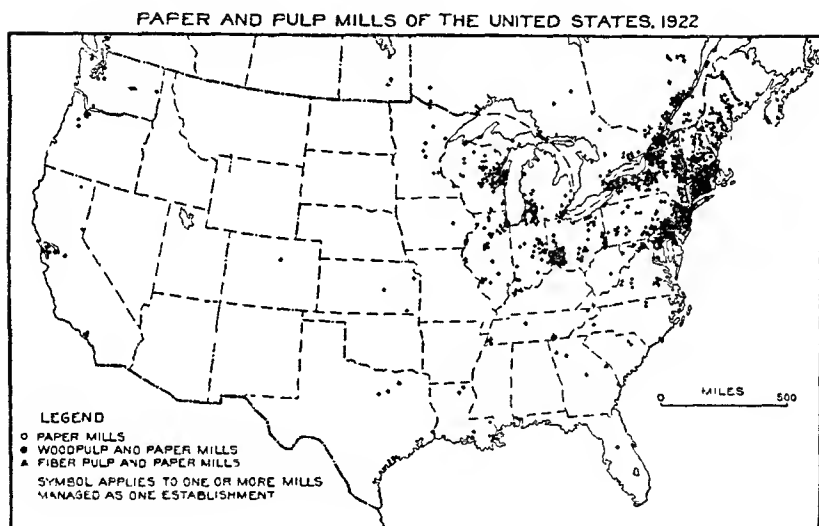 PAPER AND PULP MILLS OF THE UNITED STATES, 1922
MILES
0 500
LEGEND
PAPER MILLS
WOODPULP AND PAPER MILLS
FIBER PULP AND PAPER MILLS
SYMBOL APPLIES TO ONE OR MORE MILLS
MANAGED AS ONE ESTABLISHMENT